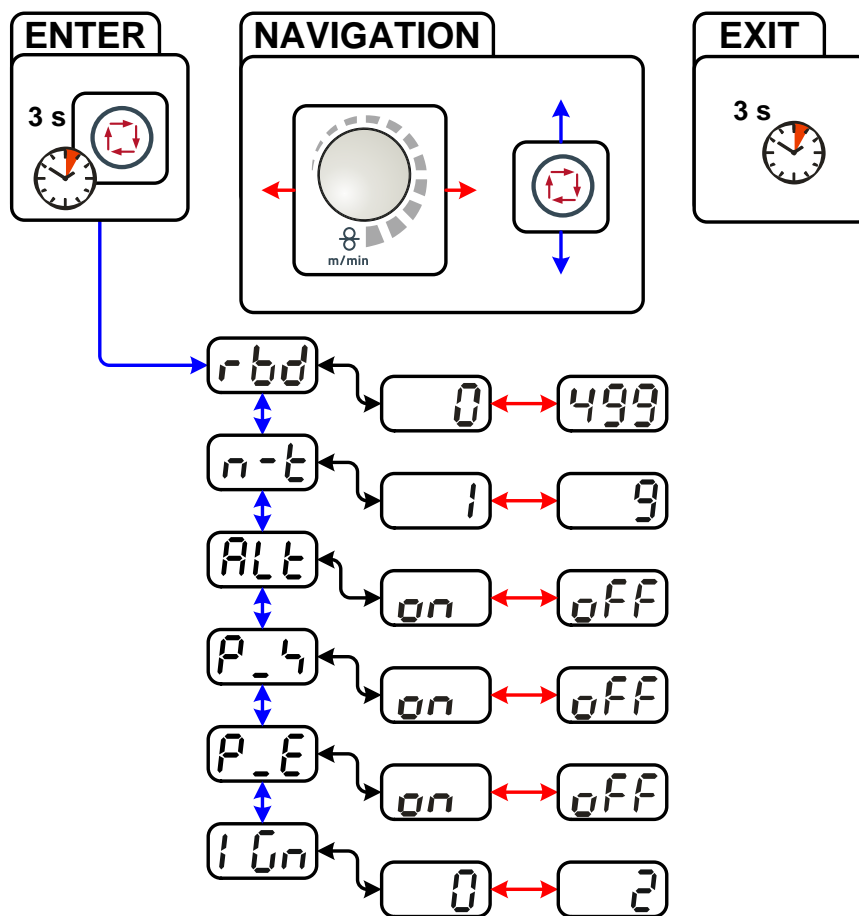 ENTER
NAVIGATION
EXIT
3 s
3 s
m/min
rbd
0
499
n-t
1
9
ALt
on
oFF
P_4
on
oFF
P_E
on
oFF
IGn
0
2